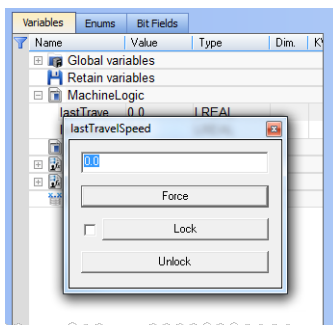 Variables Enums Bit Fields
Name Value Type Dim.
Global variables
Retain variables
MachineLogic
lastTrave 0.0 LREAL
lastTravelSpeed
0.0
Force
Lock
Unlock